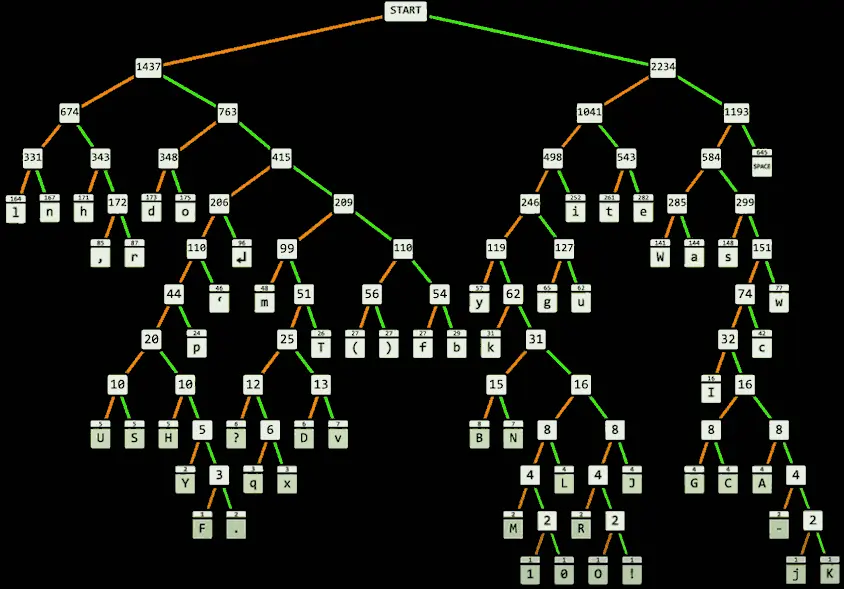 START
1437 2234
674 763 1041 1193
331 343 348 415 498 543 584 645 SPACE
164 l 167 n 171 h 172 173 d 175 o 206 209 246 252 i 261 t 282 e 285 299
85 , 87 r 110 96 ↲ 99 110 119 127 141 W 144 a 148 s 151
44 46 ‘ 48 m 51 56 54 57 y 62 65 g 62 u 74 77 w
20 24 p 25 26 T 27 ( 27 ) 27 f 29 b 31 k 31 32 42 c
10 10 12 13 15 16 16 I 16
5 U 5 S 5 H 5 6 ? 6 6 D 7 v 8 B 7 N 8 8 8 8
2 Y 3 3 q 3 x 4 4 L 4 4 J 4 G 4 C 4 A 4
1 F 2 . 2 M 2 2 R 2 2 - 2
1 1 1 0 1 O 1 ! 1 j 1 K